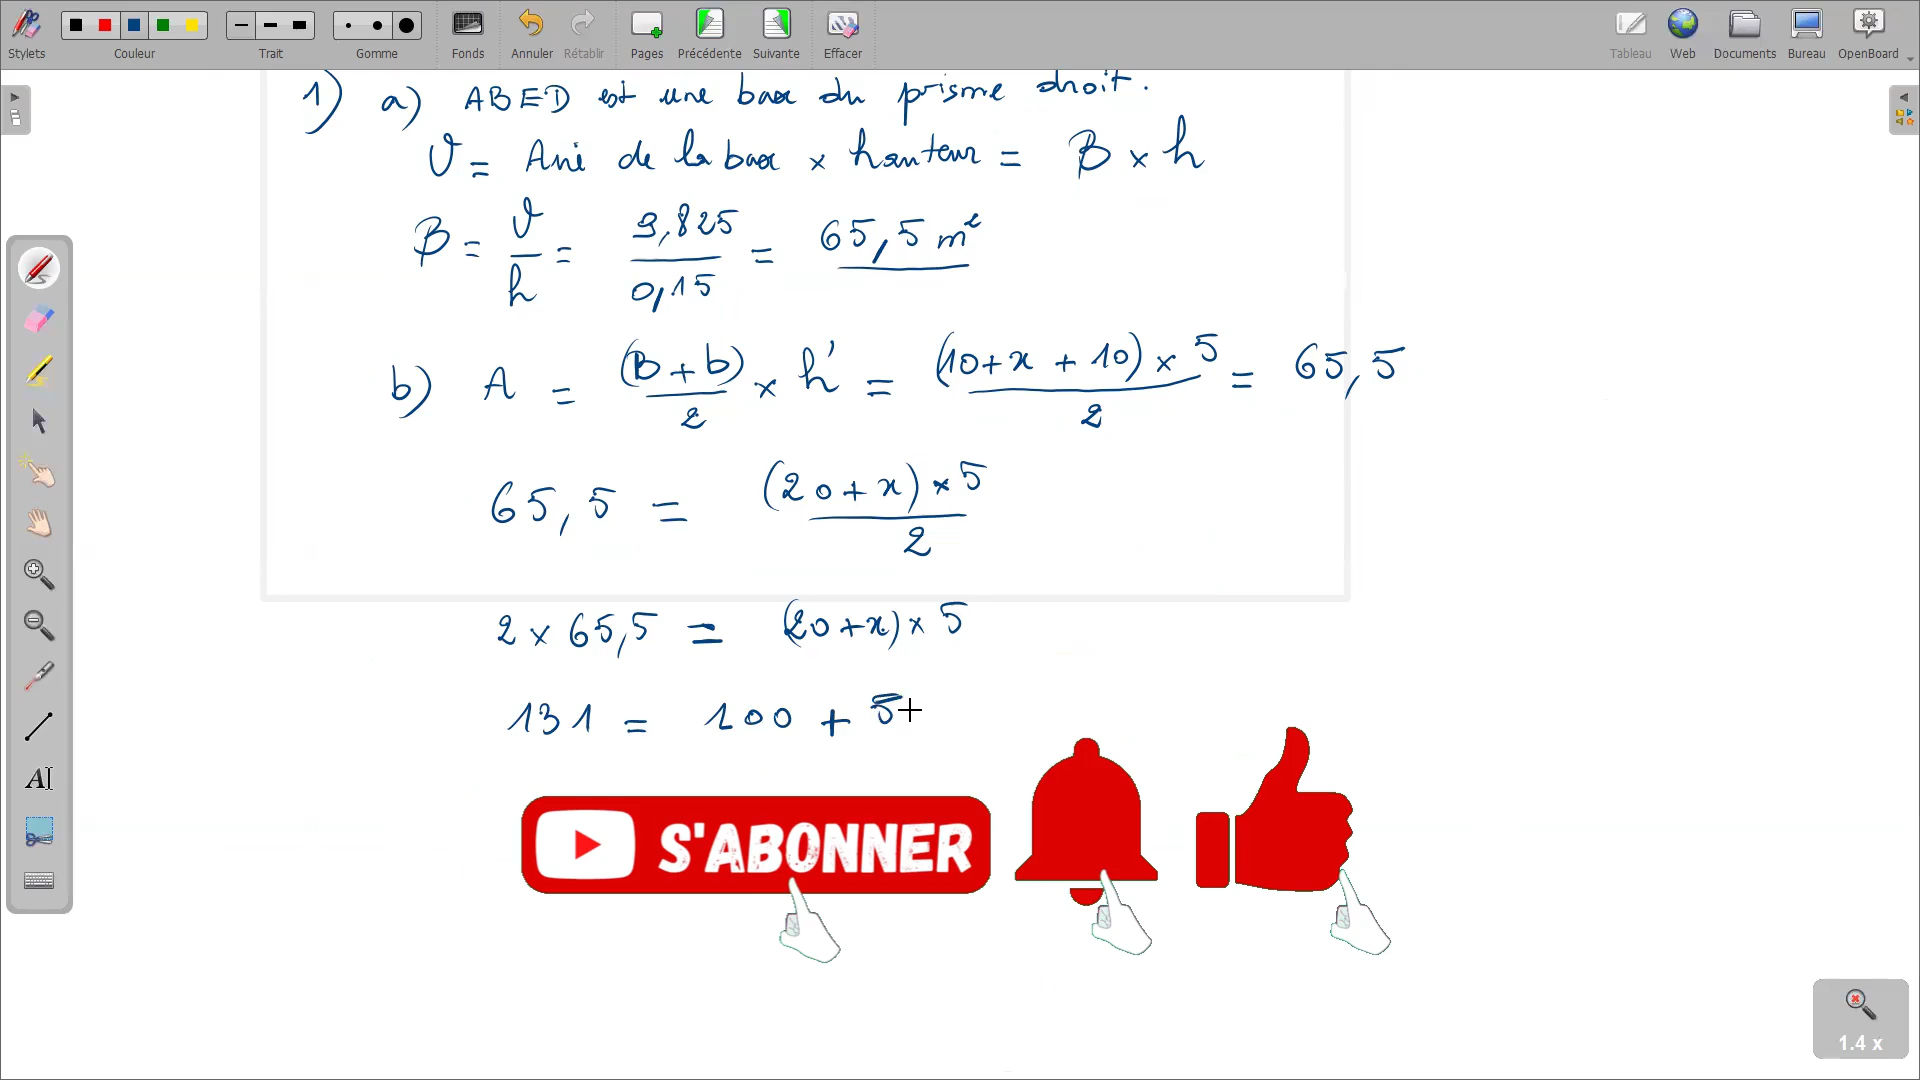 Stylets Couleur Trait Gomme Fonds Annuler Rétablir Pages Précédente Suivante Effacer Tableau Web Documents Bureau OpenBoard
1) a) ABED est une base du prisme droit.
V = Aire de la base × hauteur = B × h
B = V/h = 9,825/0,15 = 65,5 m²
b) A = (B + b)/2 × h' = (10+x + 10) × 5/2 = 65,5
65,5 = (20 + x) × 5/2
2 × 65,5 = (20 + x) × 5
131 = 100 + 5
S'ABONNER
AI
1.4 x